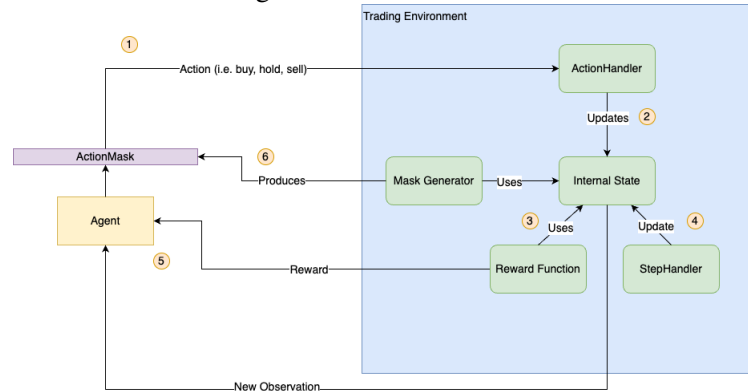 Trading Environment
1
Action (i.e. buy, hold, sell)
ActionHandler
Updates
2
ActionMask
6
Produces
Mask Generator
Uses
Internal State
Agent
3
Uses
Update
4
5
Reward
Reward Function
StepHandler
New Observation